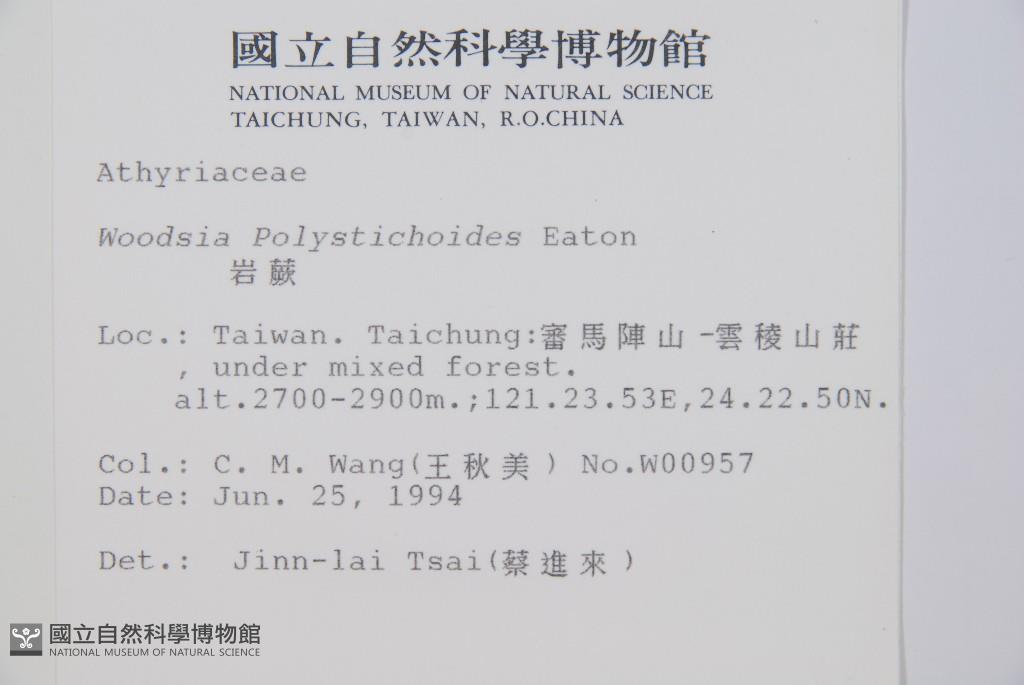 國立自然科學博物館
NATIONAL MUSEUM OF NATURAL SCIENCE
TAICHUNG, TAIWAN, R.O.CHINA
Athyriaceae
Woodsia Polystichoides Eaton
岩蕨
Loc.: Taiwan. Taichung:審馬陣山-雲稜山莊
, under mixed forest.
alt.2700-2900m.;121.23.53E,24.22.50N.
Col.: C. M. Wang(王秋美) No.W00957
Date: Jun. 25, 1994
Det.: Jinn-lai Tsai(蔡進來)
國立自然科學博物館
NATIONAL MUSEUM OF NATURAL SCIENCE